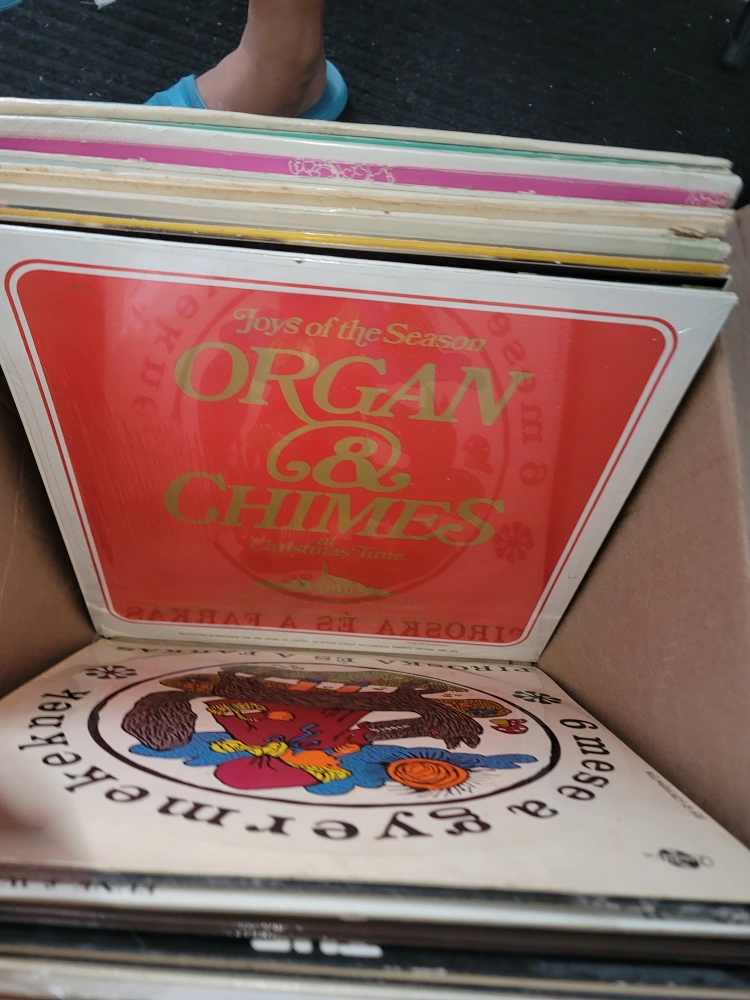 Joys of the Season
ORGAN
&
CHIMES
at
Christmas Time
PIROSKA ÉS A FARKAS
6 mese a gyermekeknek